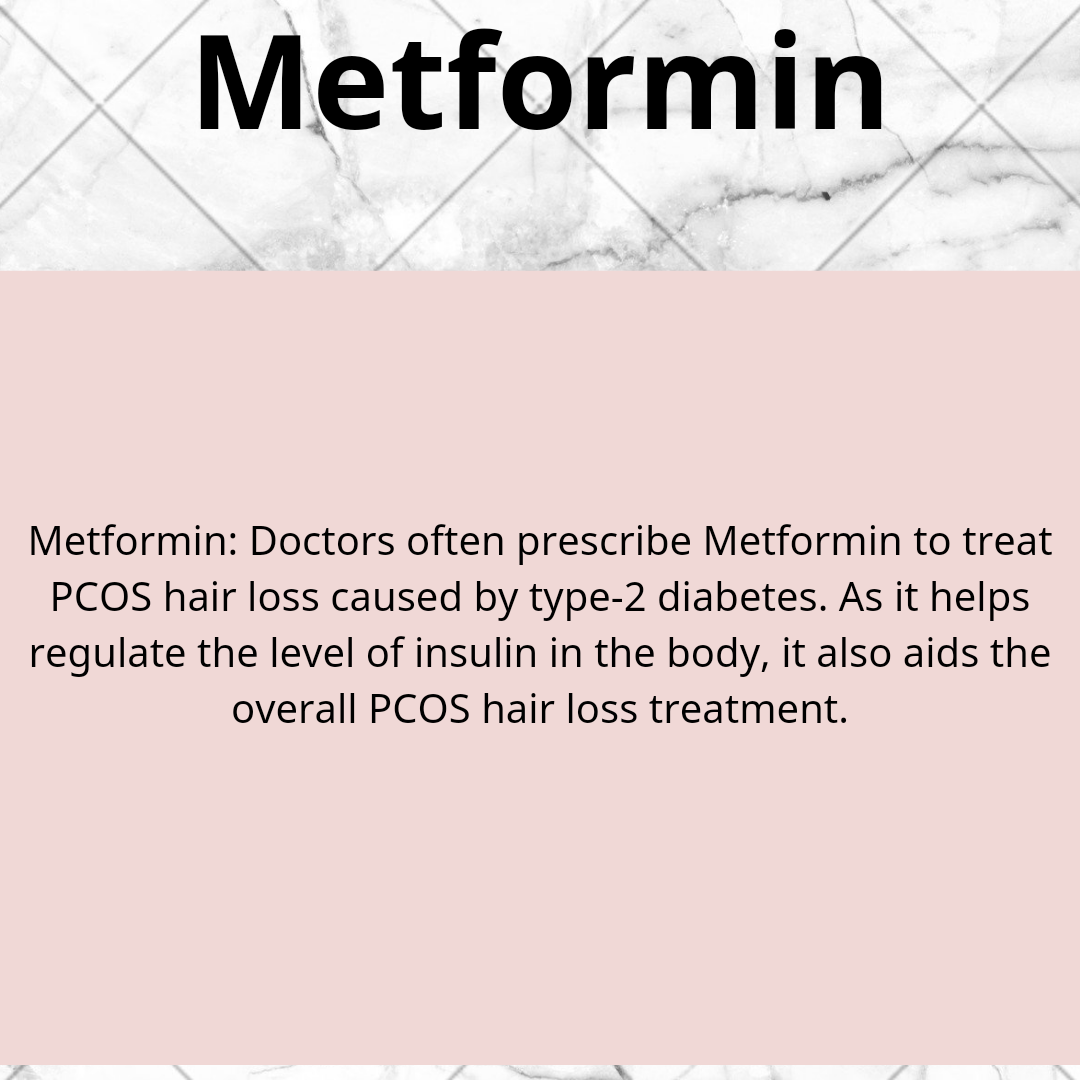 Metformin
Metformin: Doctors often prescribe Metformin to treat
PCOS hair loss caused by type-2 diabetes. As it helps
regulate the level of insulin in the body, it also aids the
overall PCOS hair loss treatment.